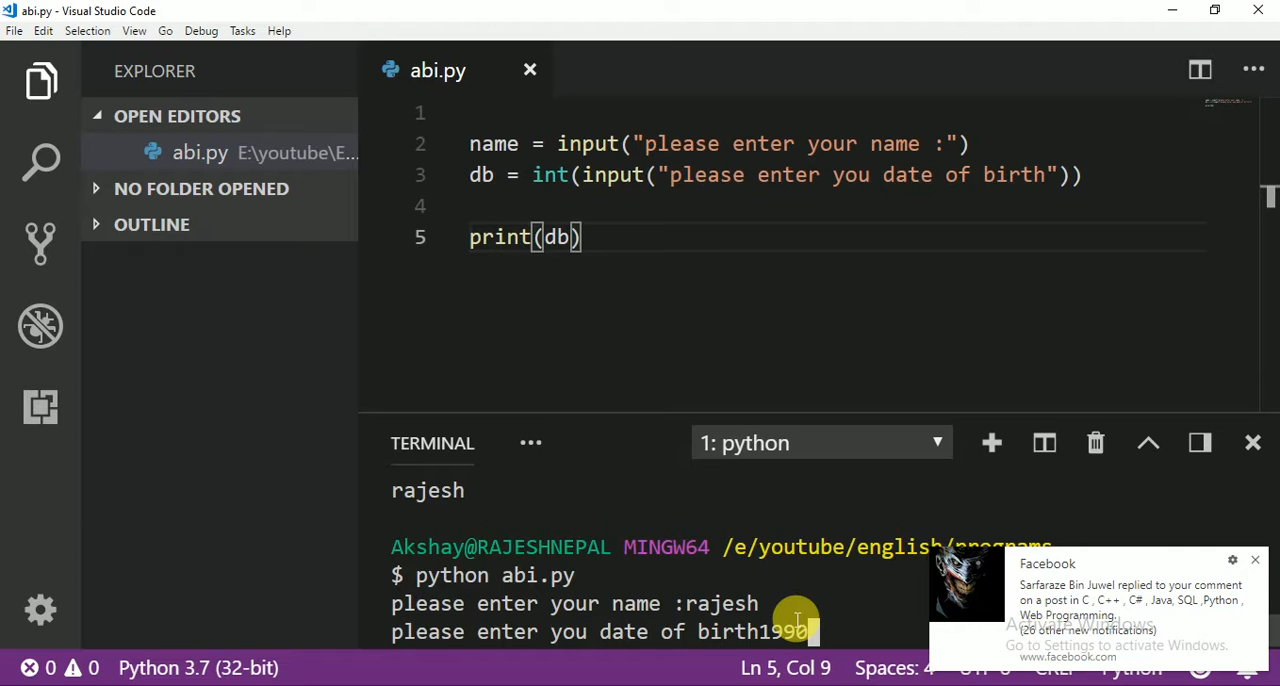 abi.py - Visual Studio Code
File Edit Selection View Go Debug Tasks Help
EXPLORER
OPEN EDITORS
abi.py E:\youtube\E...
NO FOLDER OPENED
OUTLINE
abi.py
1
2 name = input("please enter your name :")
3 db = int(input("please enter you date of birth"))
4
5 print(db)
TERMINAL
1: python
rajesh
Akshay@RAJESHNEPAL MINGW64 /e/youtube/english/programs
$ python abi.py
please enter your name :rajesh
please enter you date of birth1990
Facebook
Sarfaraze Bin Juwel replied to your comment
on a post in C , C++ , C# , Java, SQL ,Python ,
Web Programming.
(26 other new notifications)
www.facebook.com
Activate Windows
Go to Settings to activate Windows.
0 0 Python 3.7 (32-bit) Ln 5, Col 9 Spaces: 4